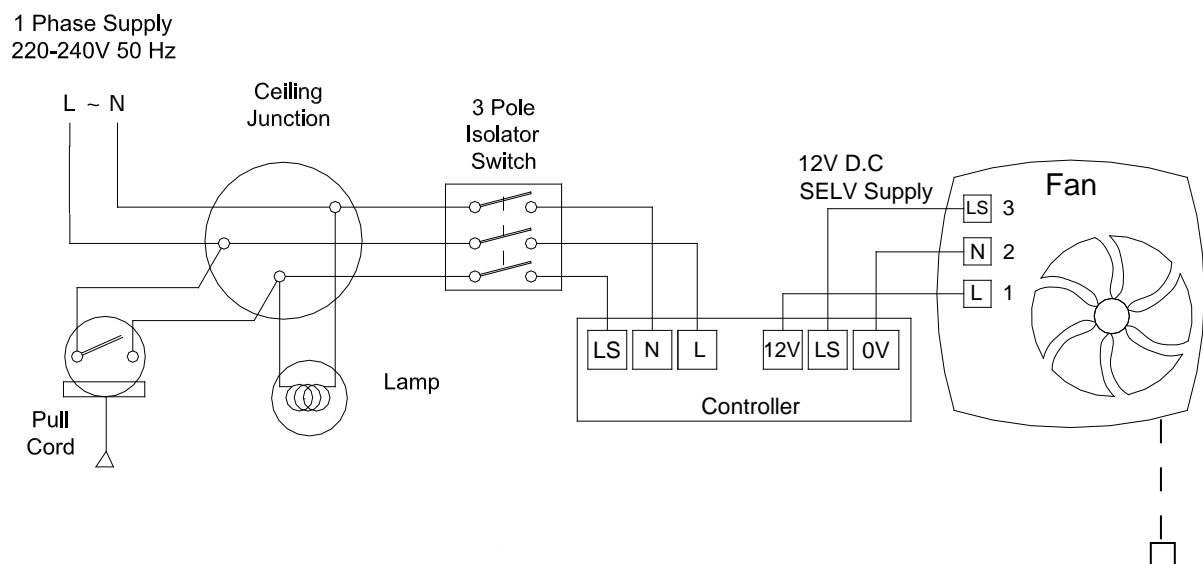 1 Phase Supply
220-240V 50 Hz
L ~ N
Ceiling
Junction
3 Pole
Isolator
Switch
12V D.C
SELV Supply
Fan
LS 3
N 2
L 1
LS N L 12V LS 0V
Controller
Lamp
Pull
Cord